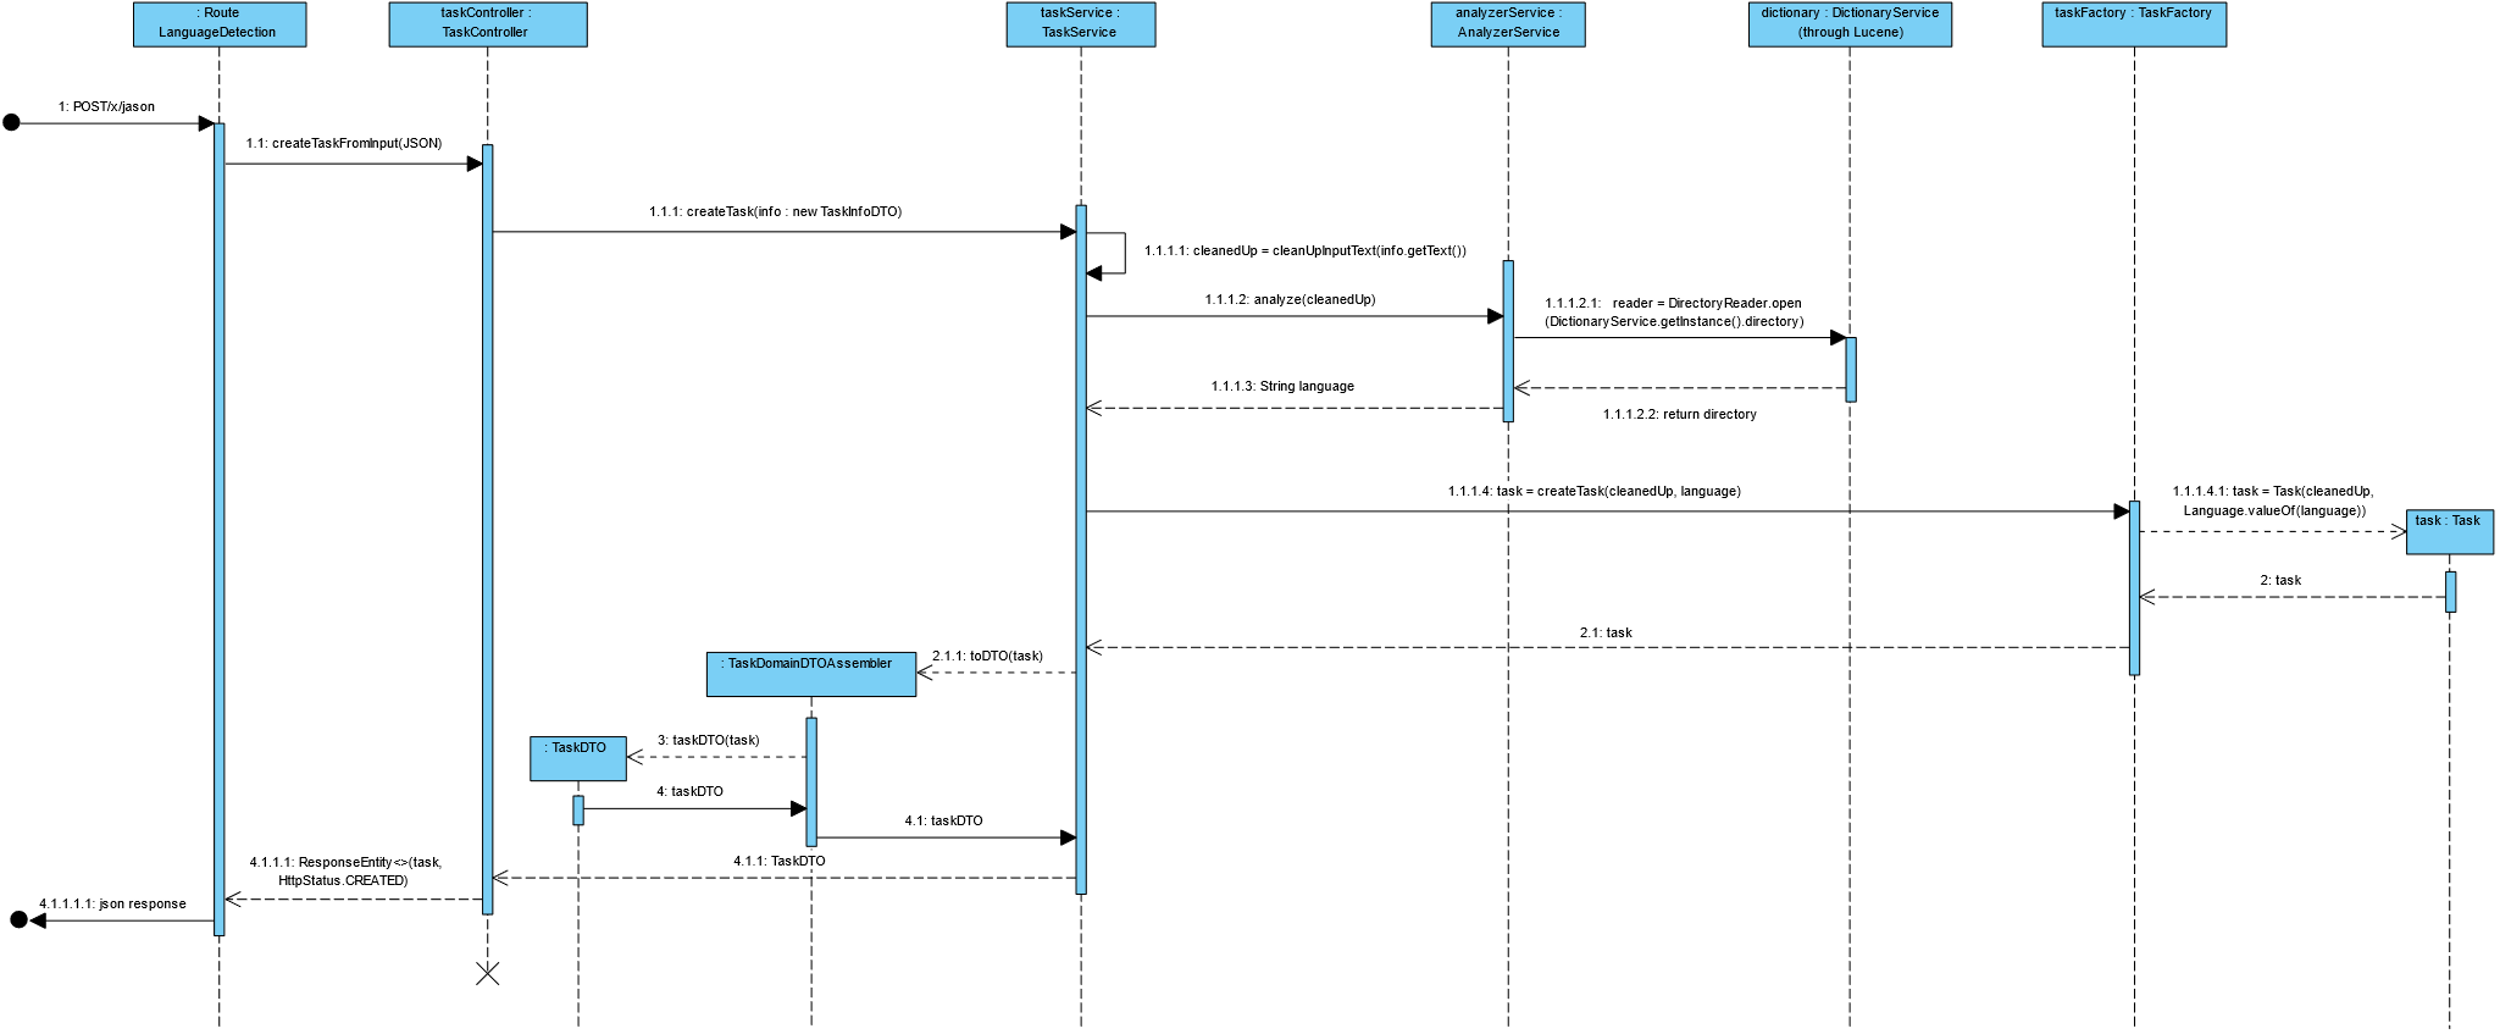 : Route
LanguageDetection
taskController :
TaskController
taskService :
TaskService
analyzerService :
AnalyzerService
dictionary : DictionaryService
(through Lucene)
taskFactory : TaskFactory
1: POST/x/jason
1.1: createTaskFromInput(JSON)
1.1.1: createTask(info : new TaskInfoDTO)
1.1.1.1: cleanedUp = cleanUpInputText(info.getText())
1.1.1.2: analyze(cleanedUp)
1.1.1.2.1: reader = DirectoryReader.open
(DictionaryService.getInstance().directory)
1.1.1.3: String language
1.1.1.2.2: return directory
1.1.1.4: task = createTask(cleanedUp, language)
1.1.1.4.1: task = Task(cleanedUp,
Language.valueOf(language))
task : Task
2: task
2.1: task
2.1.1: toDTO(task)
: TaskDomainDTOAssembler
3: taskDTO(task)
: TaskDTO
4: taskDTO
4.1: taskDTO
4.1.1: TaskDTO
4.1.1.1: ResponseEntity<>(task,
HttpStatus.CREATED)
4.1.1.1.1: json response